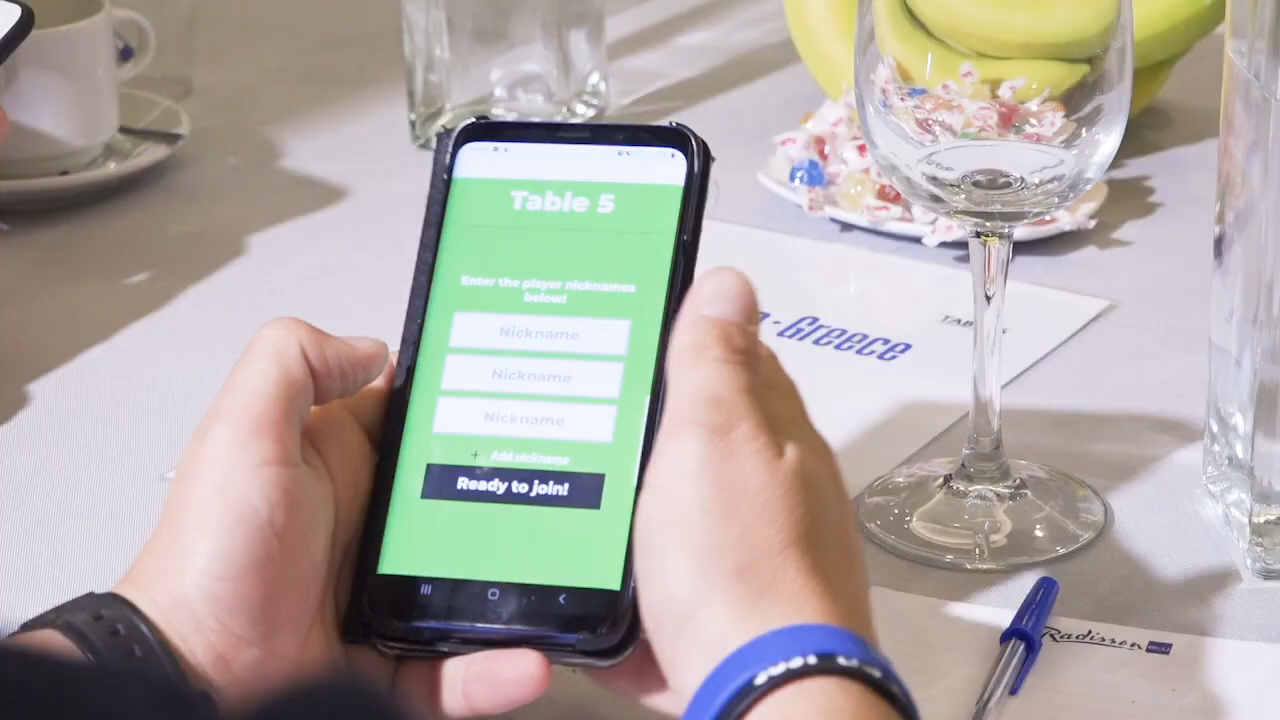 Table 5
Enter the player nicknames
below!
Nickname
Nickname
Nickname
+ Add nickname
Ready to join!
· Greece
Radisson